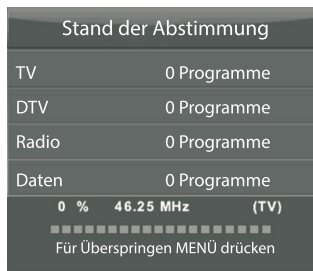 Stand der Abstimmung
TV 0 Programme
DTV 0 Programme
Radio 0 Programme
Daten 0 Programme
0 % 46.25 MHz (TV)
Für Überspringen MENÜ drücken